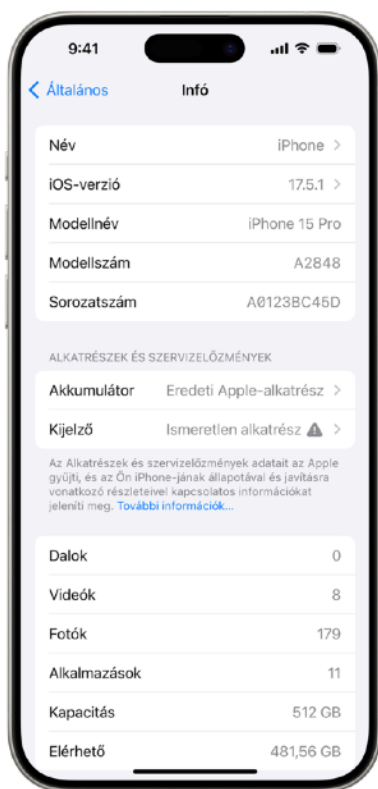 9:41
Általános
Infó
Név iPhone
iOS-verzió 17.5.1
Modellnév iPhone 15 Pro
Modellszám A2848
Sorozatszám A0123BC45D
ALKATRÉSZEK ÉS SZERVIZELŐZMÉNYEK
Akkumulátor Eredeti Apple-alkatrész
Kijelző Ismeretlen alkatrész
Az Alkatrészek és szervizelőzmények adatait az Apple
gyűjti, és az Ön iPhone-jának állapotával és javításra
vonatkozó részleteivel kapcsolatos információkat
jeleníti meg. További információk...
Dalok 0
Videók 8
Fotók 179
Alkalmazások 11
Kapacitás 512 GB
Elérhető 481,56 GB